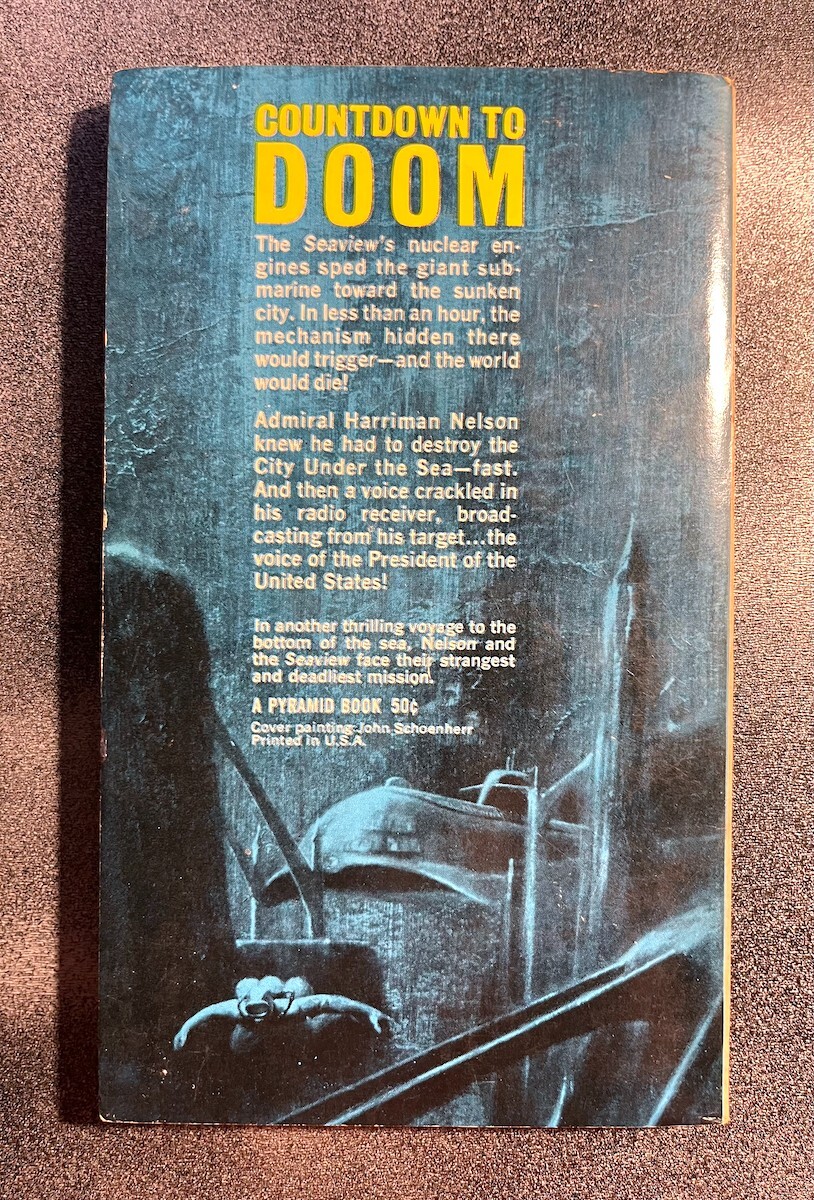 COUNTDOWN TO
DOOM
The Seaview's nuclear en-
gines sped the giant sub-
marine toward the sunken
city. In less than an hour, the
mechanism hidden there
would trigger—and the world
would die!
Admiral Harriman Nelson
knew he had to destroy the
City Under the Sea—fast.
And then a voice crackled in
his radio receiver, broad-
casting from his target...the
voice of the President of the
United States!
In another thrilling voyage to the
bottom of the sea, Nelson and
the Seaview face their strangest
and deadliest mission.
A PYRAMID BOOK 50¢
Cover painting: John Schoenherr
Printed in U.S.A.